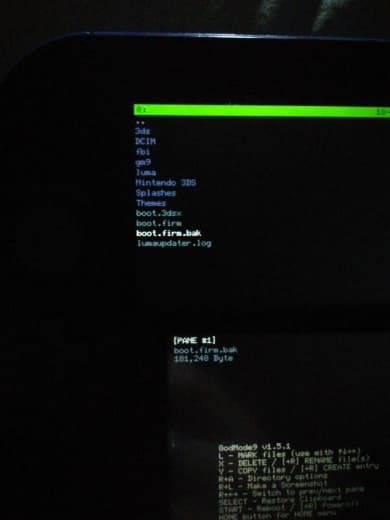 0:
..
3ds
DCIM
fbi
gm9
luma
Nintendo 3DS
Splashes
Themes
boot.3dsx
boot.firm
boot.firm.bak
lumaupdater.log
[PANE #1]
boot.firm.bak
181,248 Byte
GodMode9 v1.5.1
L - MARK files (use with ↑↓→←)
X - DELETE / [+R] RENAME file(s)
Y - COPY files / [+R] CREATE entry
R+A - Directory options
R+L - Make a Screenshot
R+←→ - Switch to prev/next pane
SELECT - Restore Clipboard
START - Reboot / [+R] Poweroff
HOME button for HOME menu